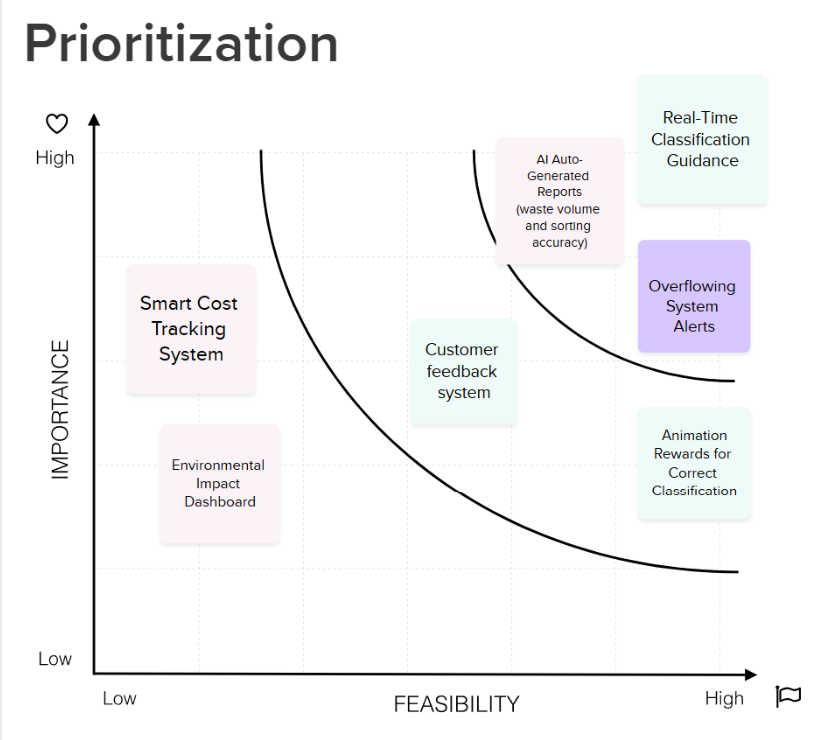 Prioritization
High
Real-Time
Classification
Guidance
AI Auto-
Generated
Reports
(waste volume
and sorting
accuracy)
Overflowing
System
Alerts
Smart Cost
Tracking
System
Customer
feedback
system
IMPORTANCE
Environmental
Impact
Dashboard
Animation
Rewards for
Correct
Classification
Low
Low
FEASIBILITY
High